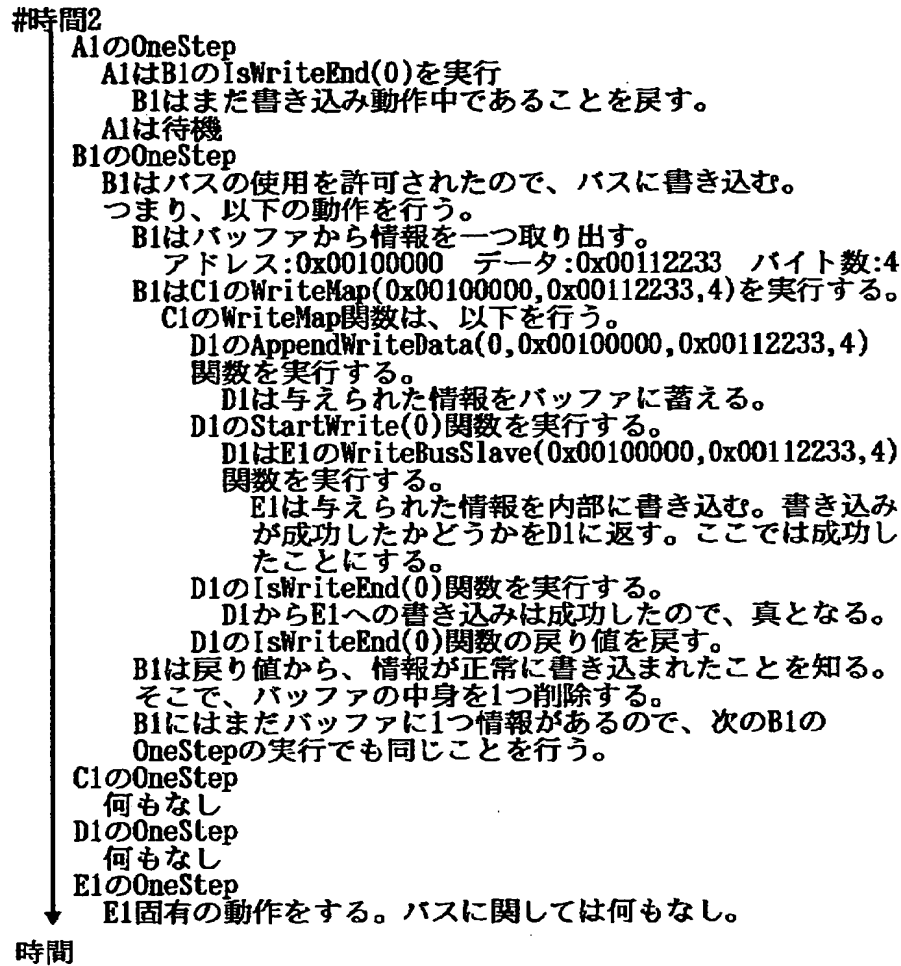 #時間2
A1のOneStep
A1はB1のIsWriteEnd(0)を実行
B1はまだ書き込み動作中であることを戻す。
A1は待機
B1のOneStep
B1はバスの使用を許可されたので、バスに書き込む。
つまり、以下の動作を行う。
B1はバッファから情報を一つ取り出す。
アドレス:0x00100000 データ:0x00112233 バイト数:4
B1はC1のWriteMap(0x00100000,0x00112233,4)を実行する。
C1のWriteMap関数は、以下を行う。
D1のAppendWriteData(0,0x00100000,0x00112233,4)
関数を実行する。
D1は与えられた情報をバッファに蓄える。
D1のStartWrite(0)関数を実行する。
D1はE1のWriteBusSlave(0x00100000,0x00112233,4)
関数を実行する。
E1は与えられた情報を内部に書き込む。書き込み
が成功したかどうかをD1に返す。ここでは成功し
たことにする。
D1のIsWriteEnd(0)関数を実行する。
D1からE1への書き込みは成功したので、真となる。
D1のIsWriteEnd(0)関数の戻り値を戻す。
B1は戻り値から、情報が正常に書き込まれたことを知る。
そこで、バッファの中身を1つ削除する。
B1にはまだバッファに1つ情報があるので、次のB1の
OneStepの実行でも同じことを行う。
C1のOneStep
何もなし
D1のOneStep
何もなし
E1のOneStep
E1固有の動作をする。バスに関しては何もなし。
時間